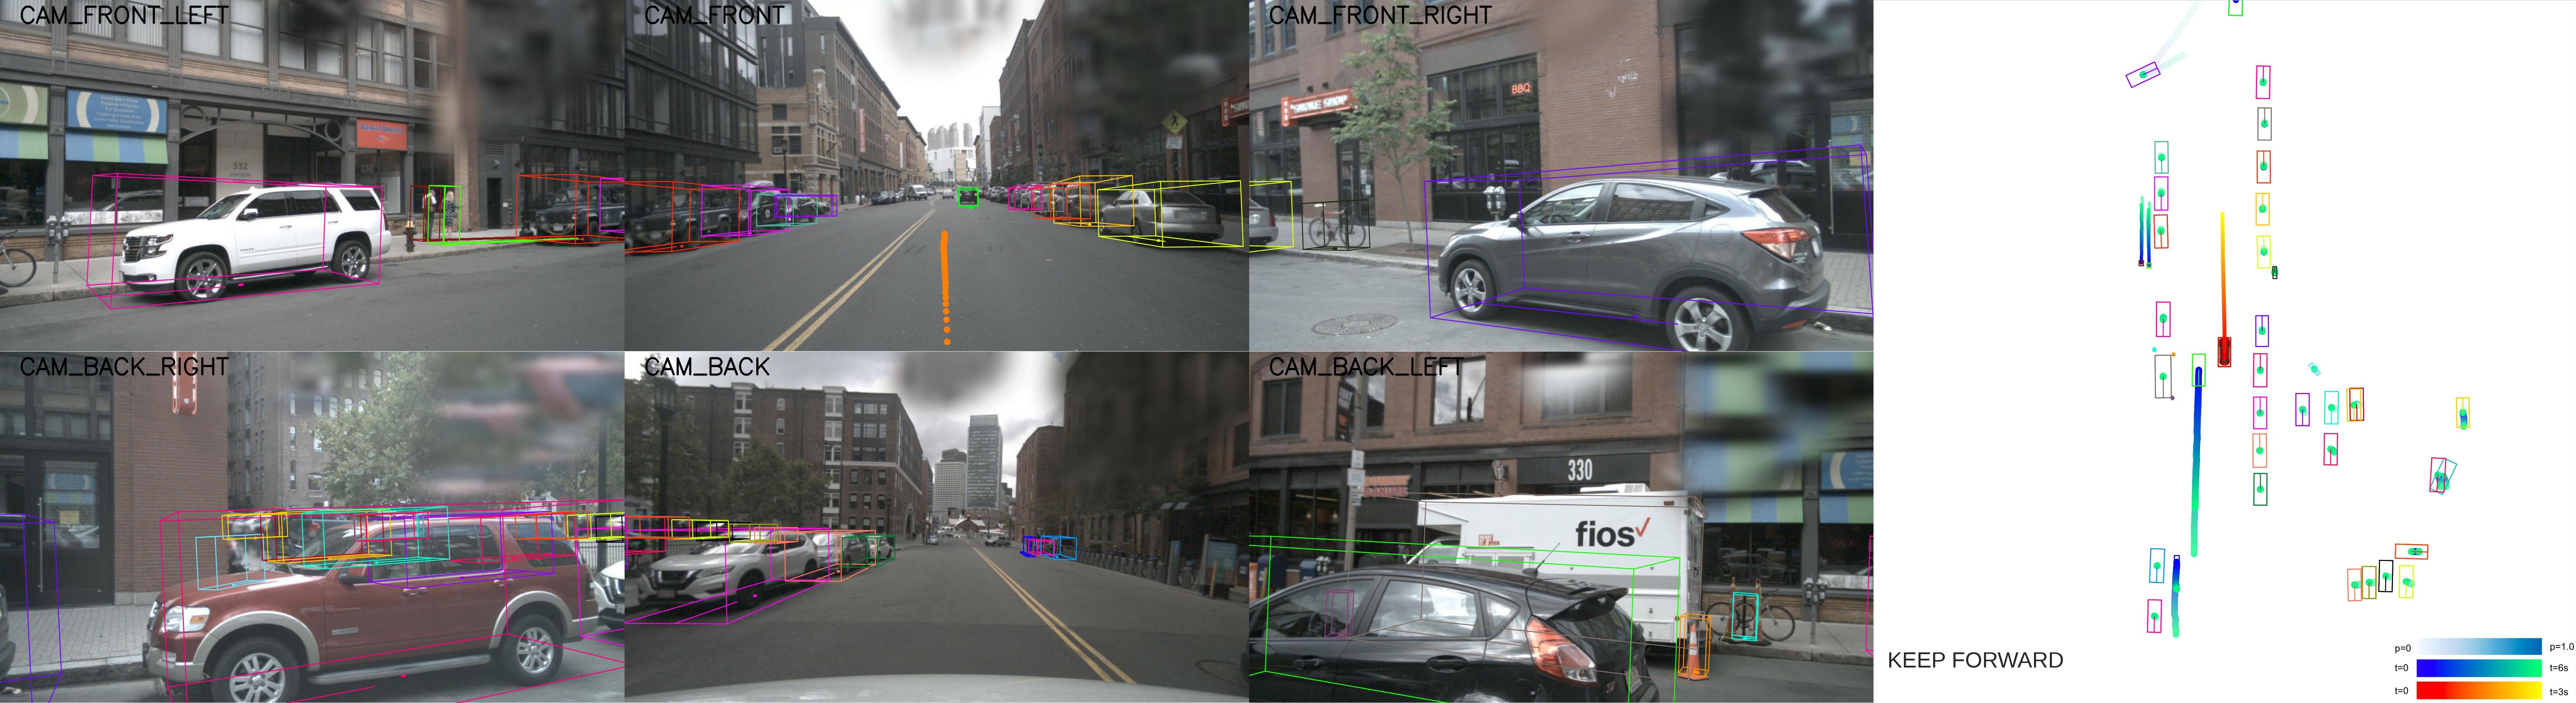 CAM_FRONT_LEFT
CAM_FRONT
CAM_FRONT_RIGHT
332
SMOKE SHOP
BBQ
CAM_BACK_RIGHT
CAM_BACK
CAM_BACK_LEFT
330
fios
KEEP FORWARD
p=0
p=1.0
t=0
t=6s
t=0
t=3s